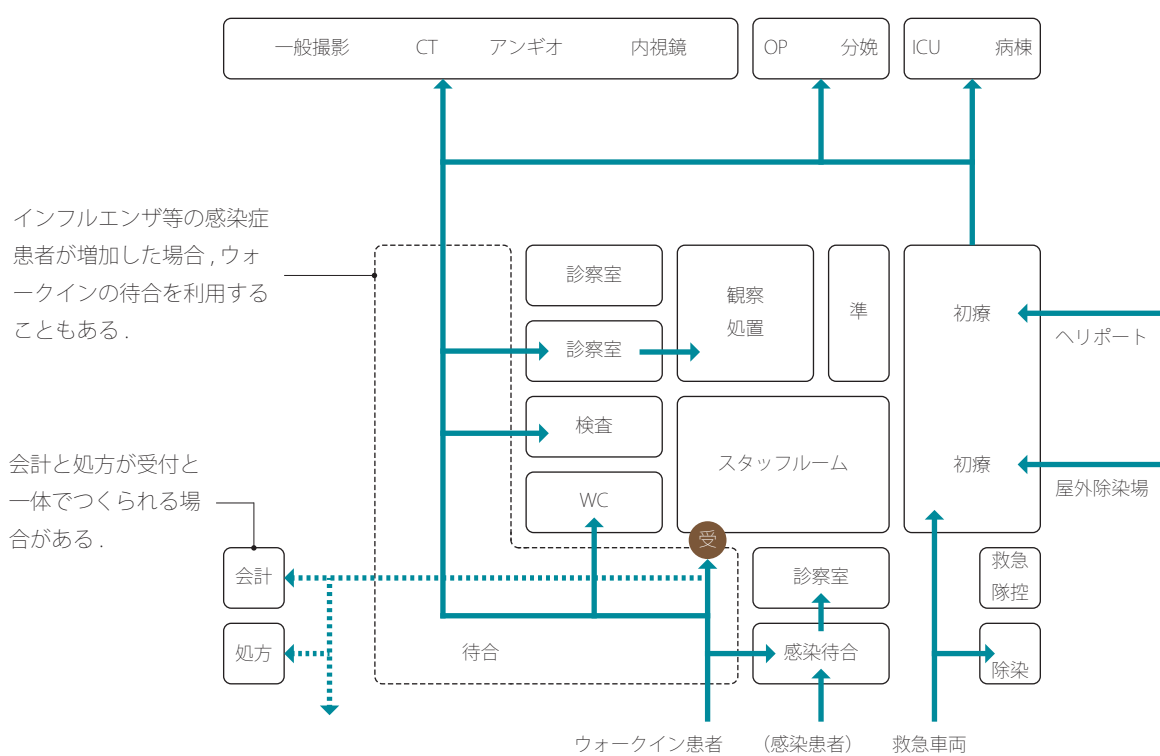 一般撮影 CT アンギオ 内視鏡
OP 分娩
ICU 病棟
インフルエンザ等の感染症
患者が増加した場合 , ウォ
ークインの待合を利用する
こともある .
診察室
観察
処置
準
初療
ヘリポート
診察室
検査
スタッフルーム
初療
屋外除染場
会計と処方が受付と
一体でつくられる場
合がある .
WC
受
会計
診察室
救急
隊控
処方
待合
感染待合
除染
ウォークイン患者
(感染患者)
救急車両